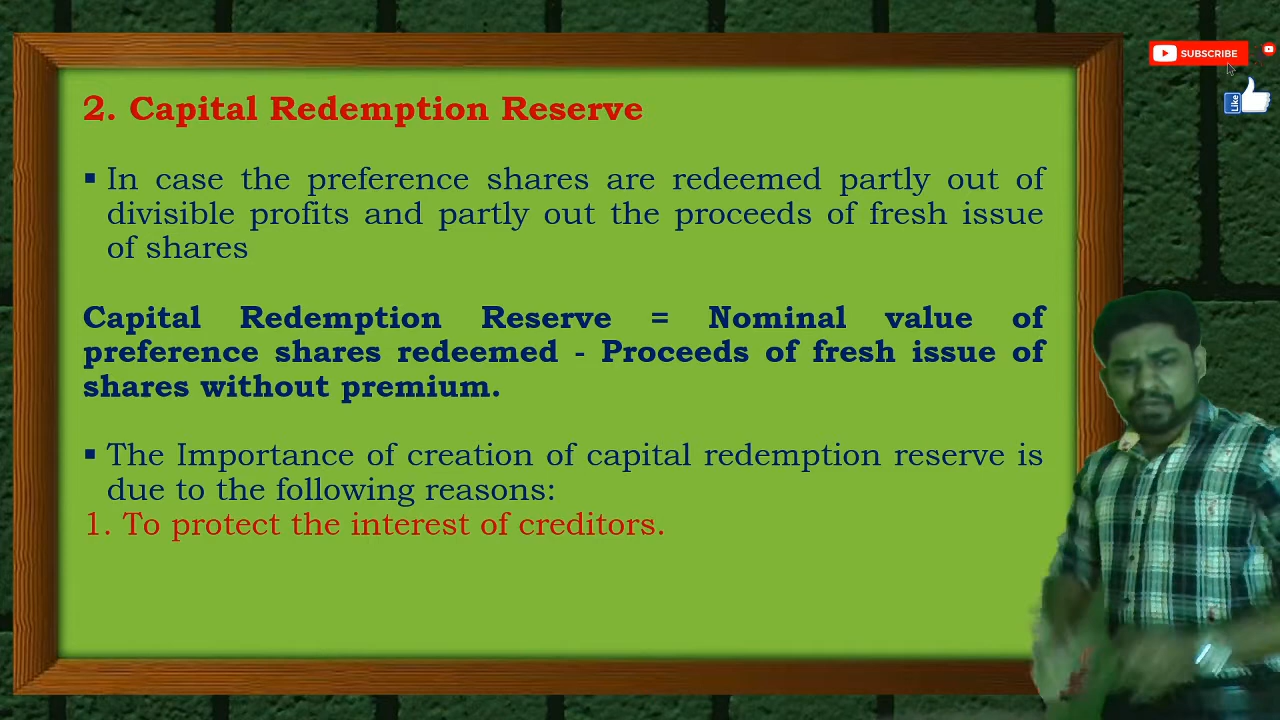 SUBSCRIBE
Like
2. Capital Redemption Reserve
▪ In case the preference shares are redeemed partly out of
divisible profits and partly out the proceeds of fresh issue
of shares
Capital Redemption Reserve = Nominal value of
preference shares redeemed - Proceeds of fresh issue of
shares without premium.
▪ The Importance of creation of capital redemption reserve is
due to the following reasons:
1. To protect the interest of creditors.